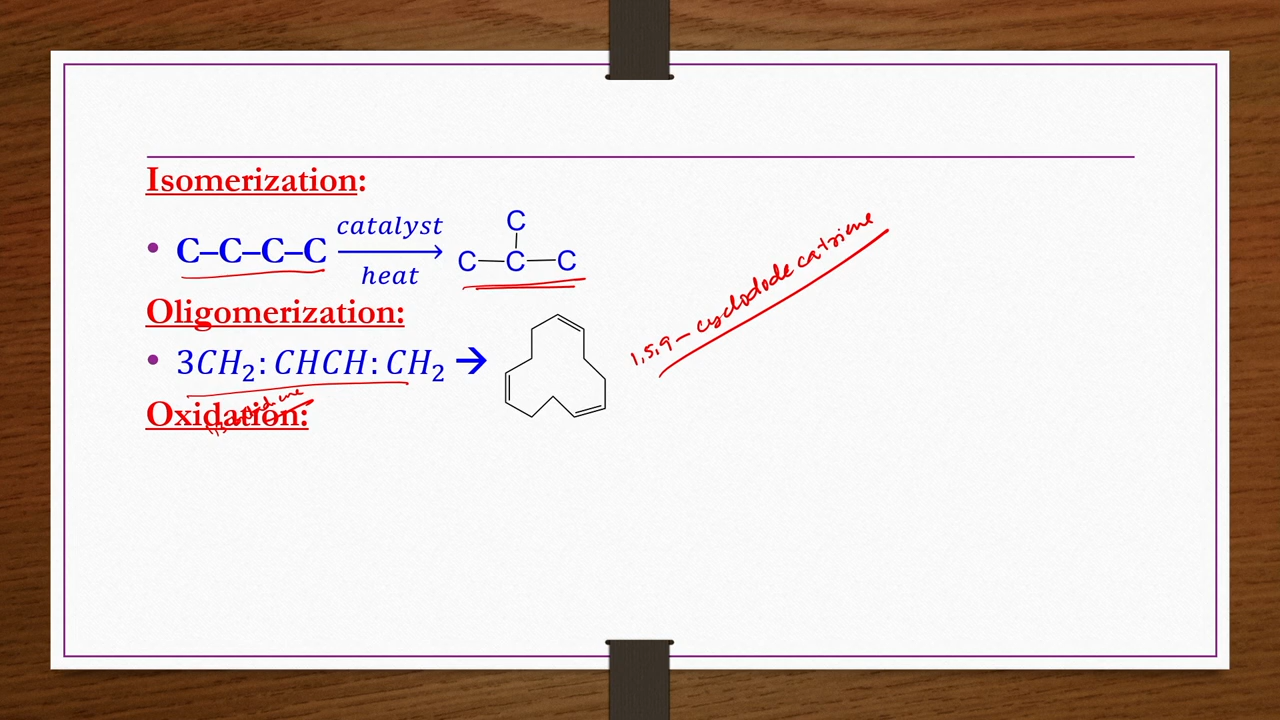 Isomerization:
• C–C–C–C catalyst heat C C C C
Oligomerization:
• 3CH₂:CHCH:CH₂ ➔
1,5,9 – cyclododecatriene
Oxidation: